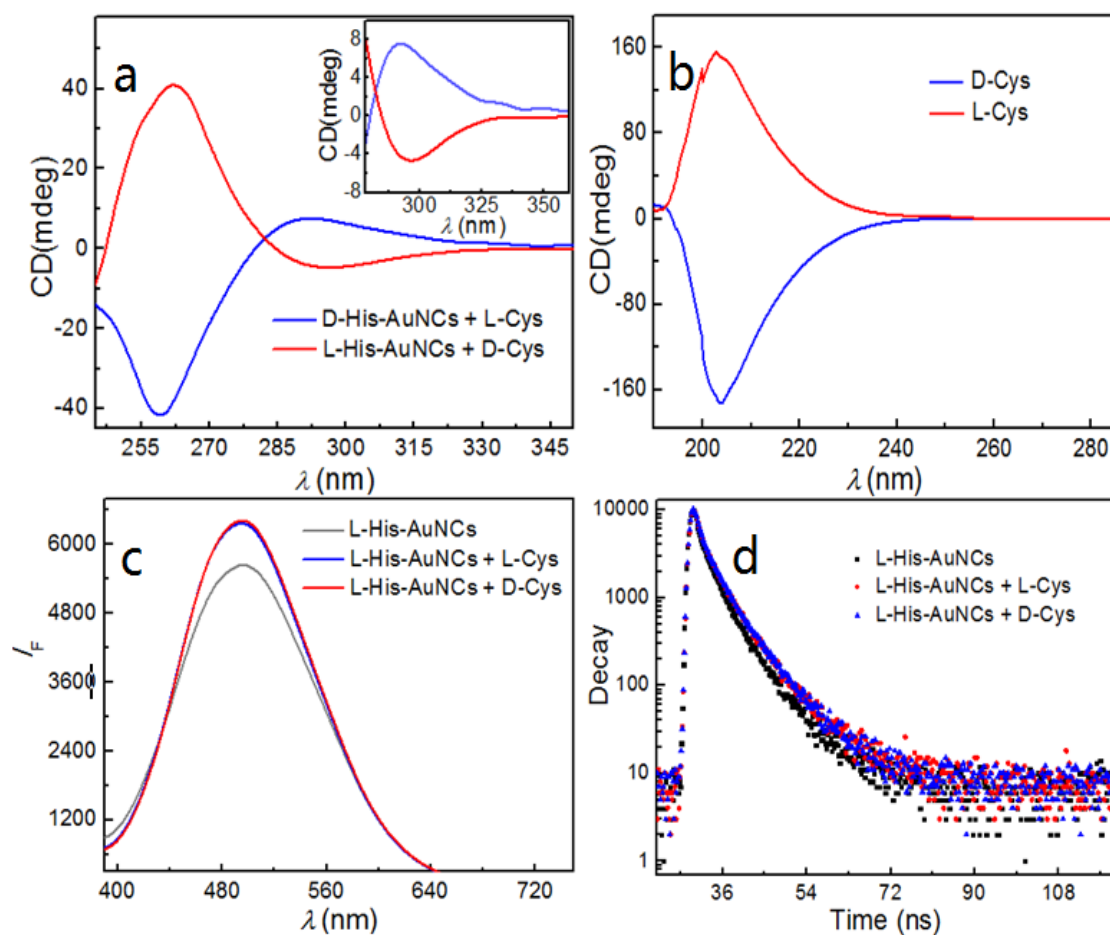 a
CD(mdeg)
40
20
0
-20
-40
255 270 285 300 315 330 345
λ (nm)
D-His-AuNCs + L-Cys
L-His-AuNCs + D-Cys
CD(mdeg)
8
4
0
-4
-8
300 325 350
λ (nm)
b
CD(mdeg)
160
80
0
-80
-160
200 220 240 260 280
λ (nm)
D-Cys
L-Cys
c
I_F
6000
4800
3600
2400
1200
400 480 560 640 720
λ (nm)
L-His-AuNCs
L-His-AuNCs + L-Cys
L-His-AuNCs + D-Cys
d
Decay
10000
1000
100
10
1
36 54 72 90 108
Time (ns)
L-His-AuNCs
L-His-AuNCs + L-Cys
L-His-AuNCs + D-Cys